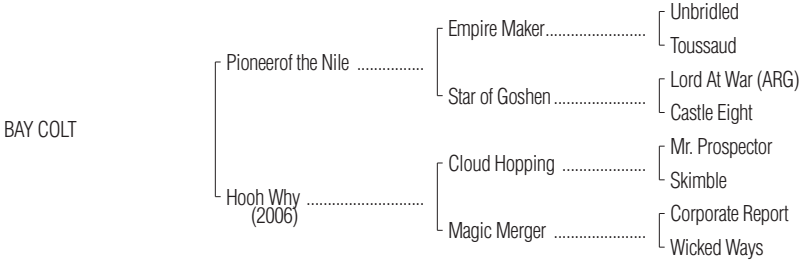 Unbridled
Empire Maker........................
Toussaud
Pioneerof the Nile ................
Lord At War (ARG)
Star of Goshen ......................
Castle Eight
BAY COLT
Mr. Prospector
Cloud Hopping ....................
Skimble
Hooh Why ............................
(2006)
Corporate Report
Magic Merger ......................
Wicked Ways